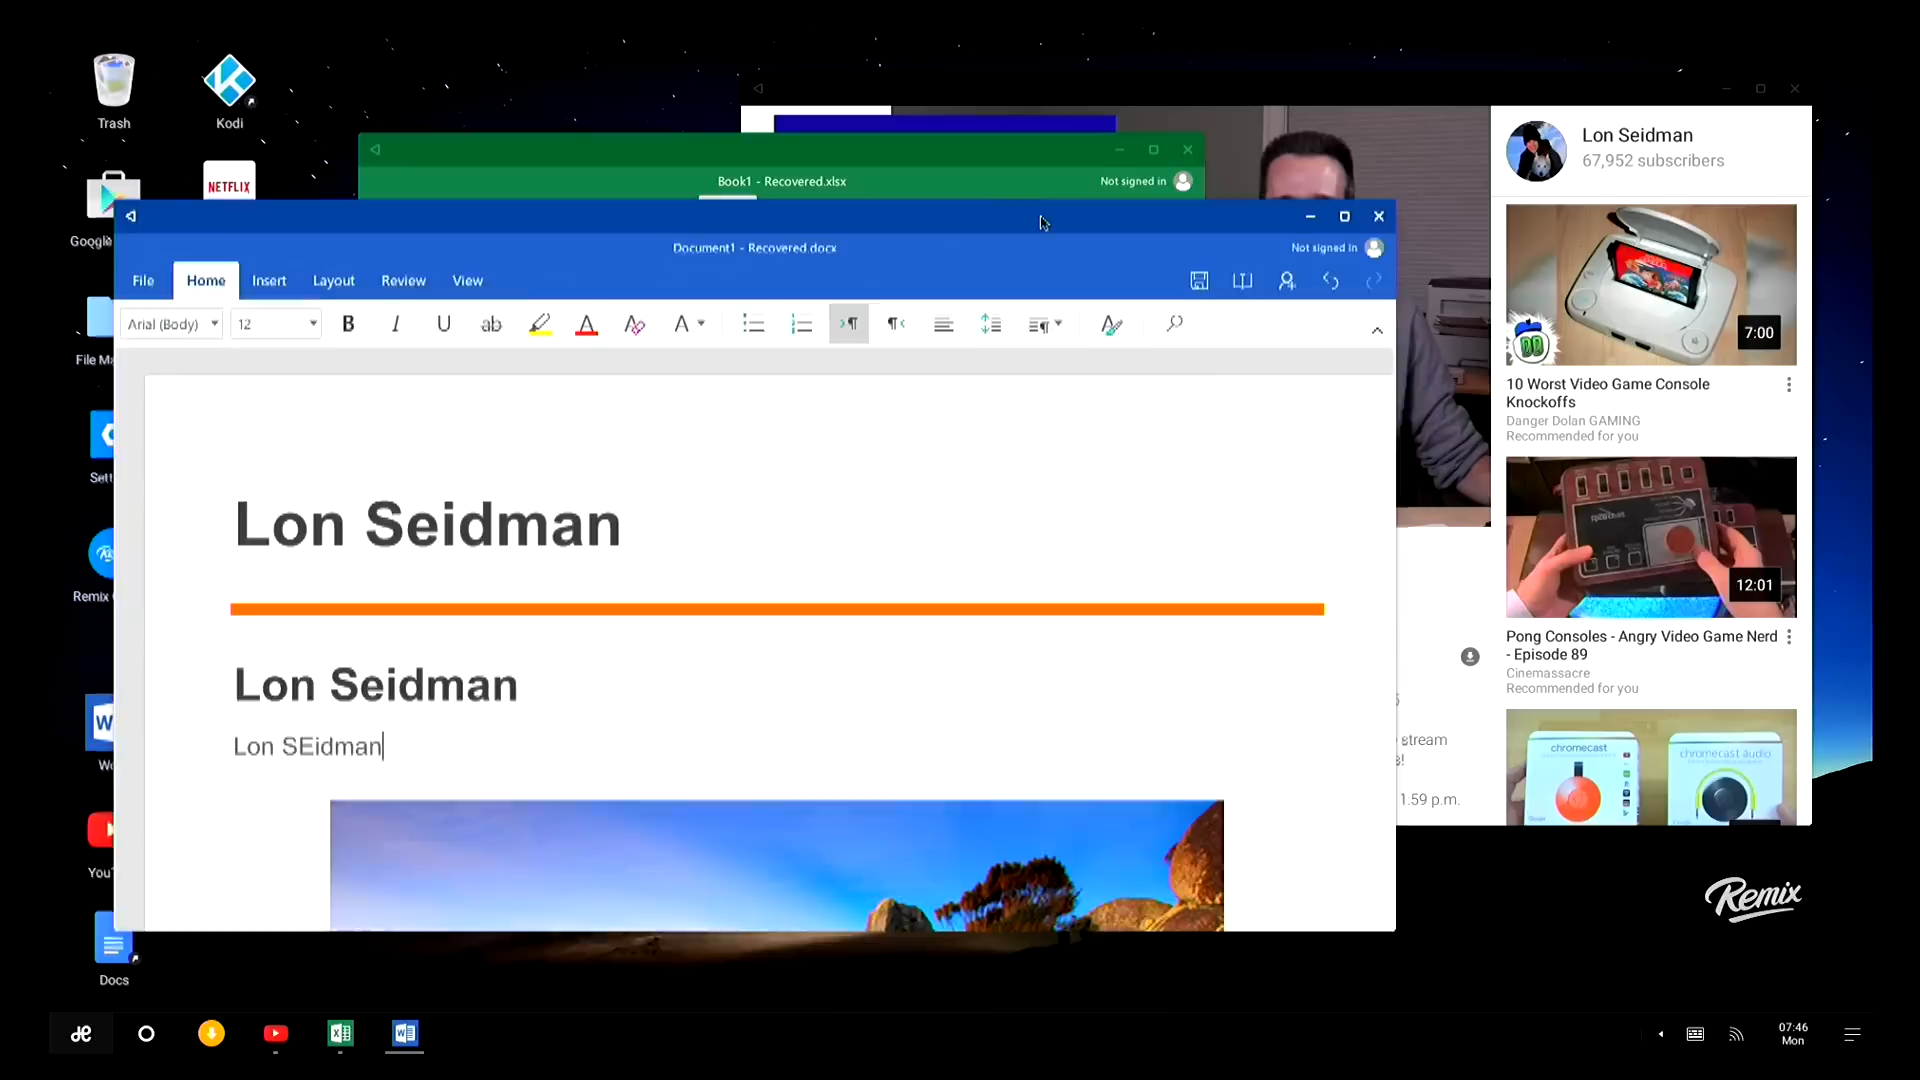 Trash
Kodi
NETFLIX
Google
File Ma
Sett
Remix
Wo
You
Docs
Book1 - Recovered.xlsx
Not signed in
Document1 - Recovered.docx
Not signed in
File
Home
Insert
Layout
Review
View
Arial (Body)
12
B
I
U
ab
A
A
Lon Seidman
Lon Seidman
Lon SEidman
Lon Seidman
67,952 subscribers
DD
7:00
10 Worst Video Game Console
Knockoffs
Danger Dolan GAMING
Recommended for you
12:01
Pong Consoles - Angry Video Game Nerd
- Episode 89
Cinemassacre
Recommended for you
stream
1.59 p.m.
chromecast
chromecast audio
Remix
07:46
Mon